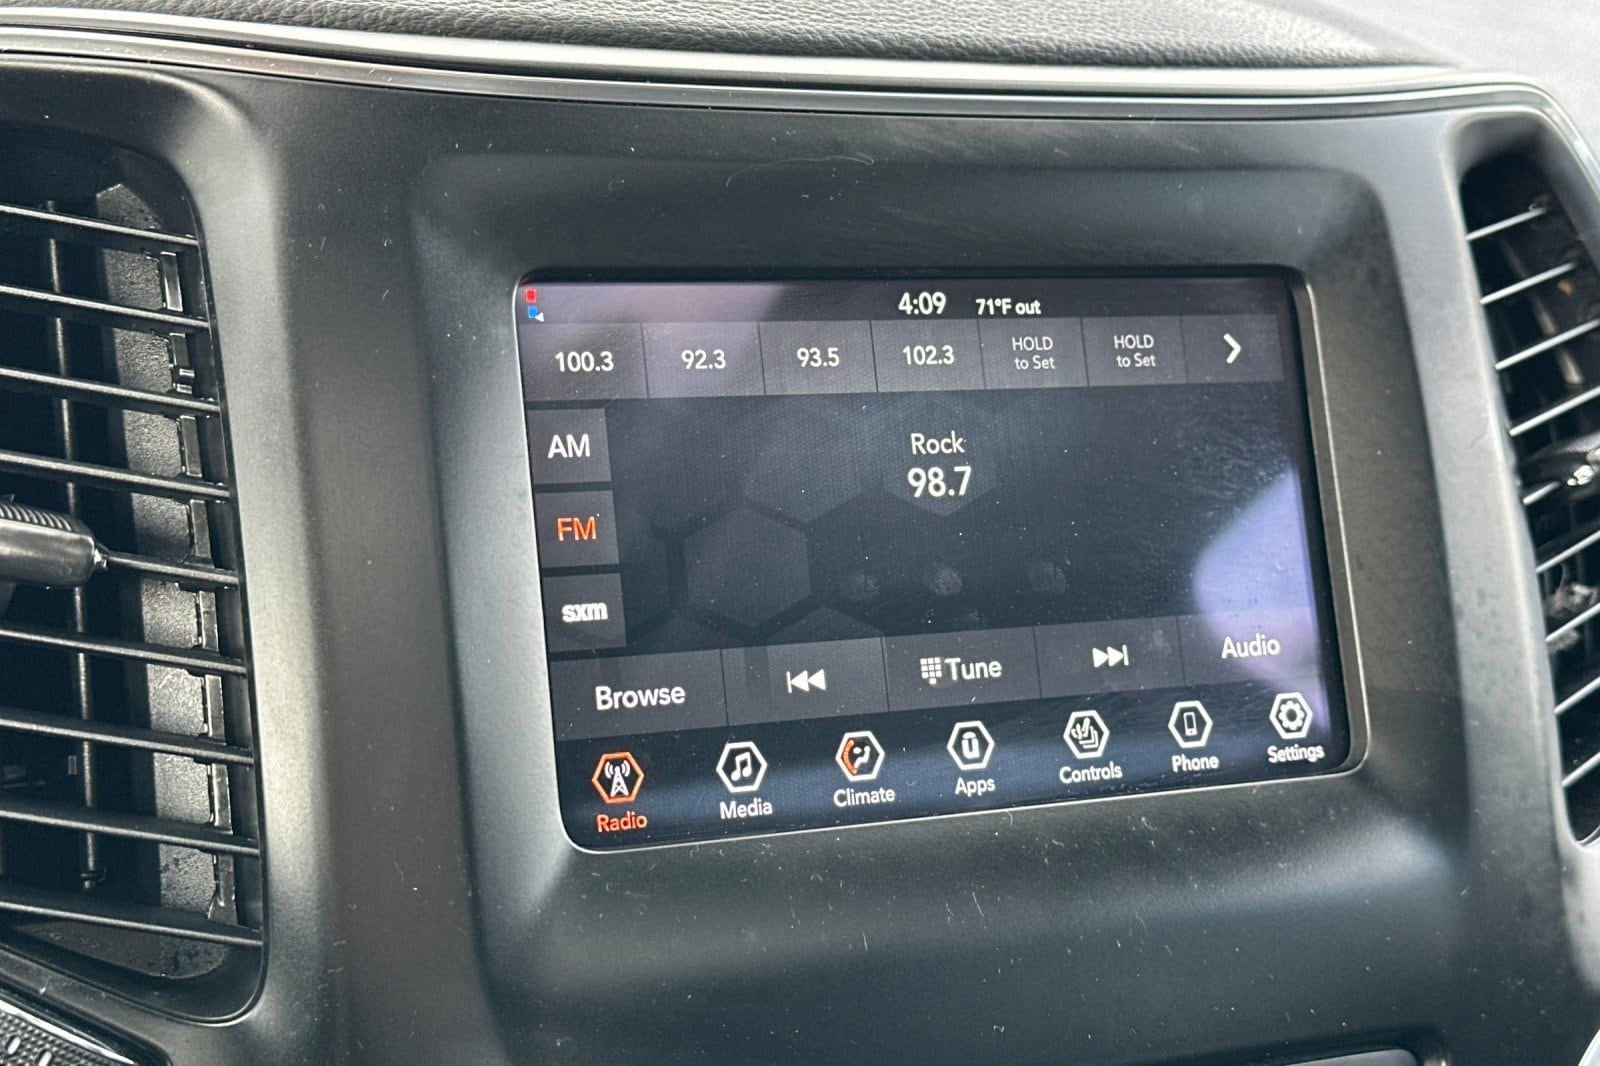 4:09 71°F out
100.3 92.3 93.5 102.3 HOLD to Set HOLD to Set
AM
Rock
98.7
FM
sxm
Browse Tune Audio
Radio Media Climate Apps Controls Phone Settings